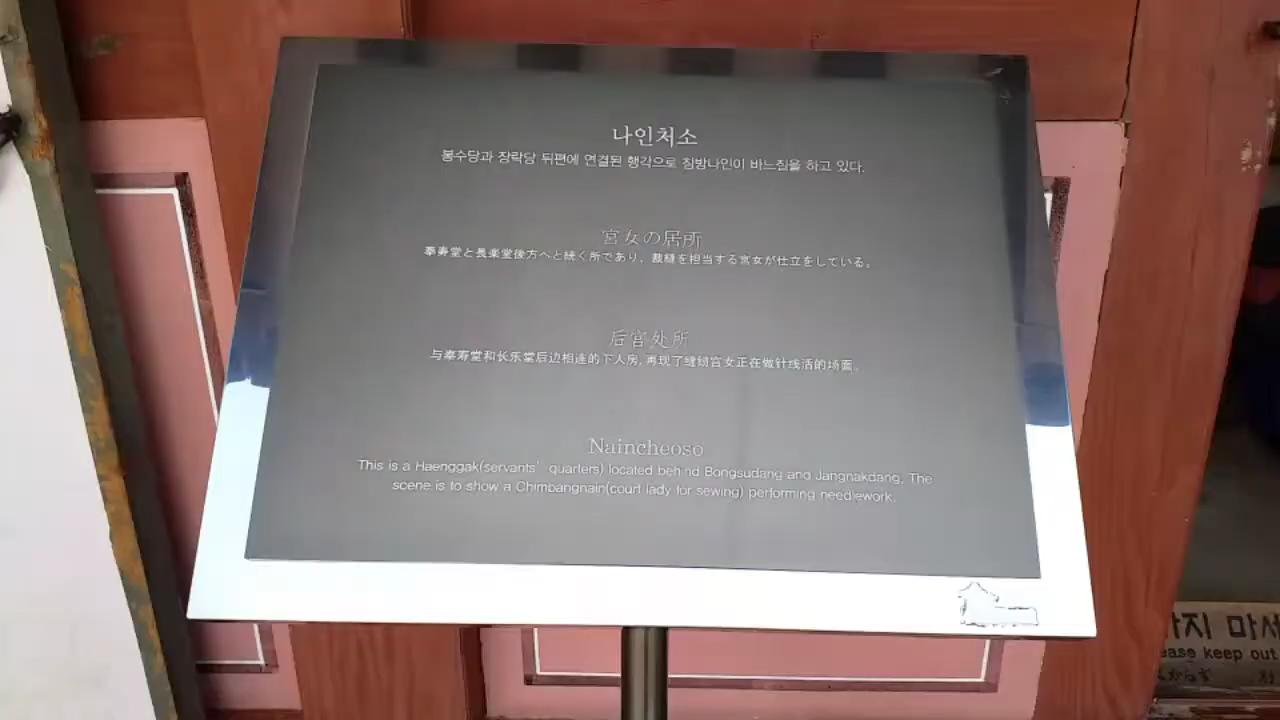 나인처소
봉수당과 장락당 뒤편에 연결된 행각으로 침방나인이 바느질을 하고 있다.
宮女の居所
奉寿堂と長楽堂後方へと続く所であり、裁縫を担当する宮女が仕立をしている。
后宫处所
与奉寿堂和长乐堂后边相连的下人房,再现了缝纫宫女正在做针线活的场面。
Naincheoso
This is a Haenggak(servants' quarters) located behind Bongsudang and Jangnakdang. The
scene is to show a Chimbangnain(court lady for sewing) performing needlework.
지 마세
ease keep out